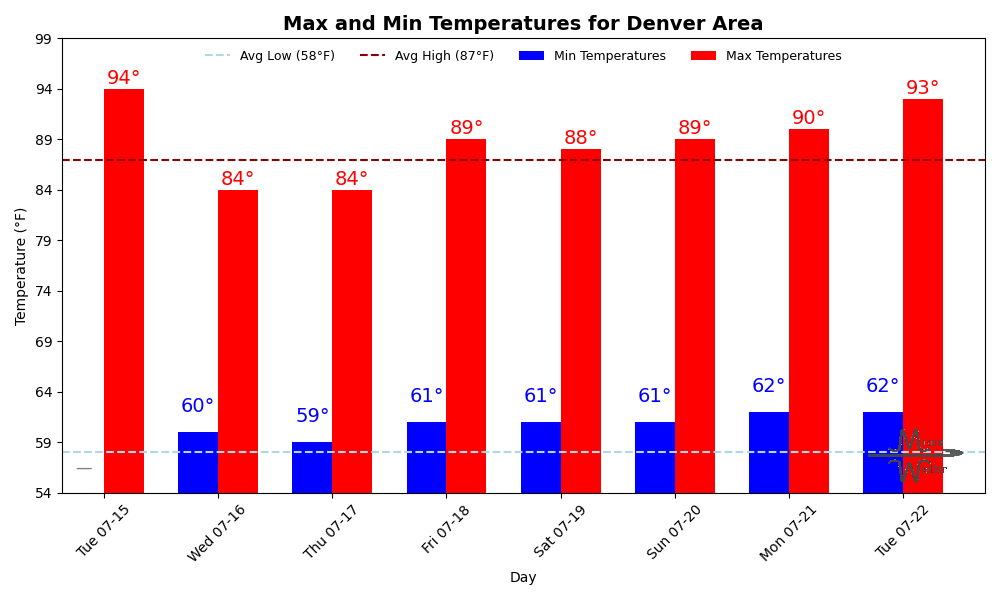 Max and Min Temperatures for Denver Area
Avg Low (58°F) Avg High (87°F) Min Temperatures Max Temperatures
99
94
89
84
79
74
69
64
59
54
Temperature (°F)
94°
84°
84°
89°
88°
89°
90°
93°
—
60°
59°
61°
61°
61°
62°
62°
Tue 07-15
Wed 07-16
Thu 07-17
Fri 07-18
Sat 07-19
Sun 07-20
Mon 07-21
Tue 07-22
Day